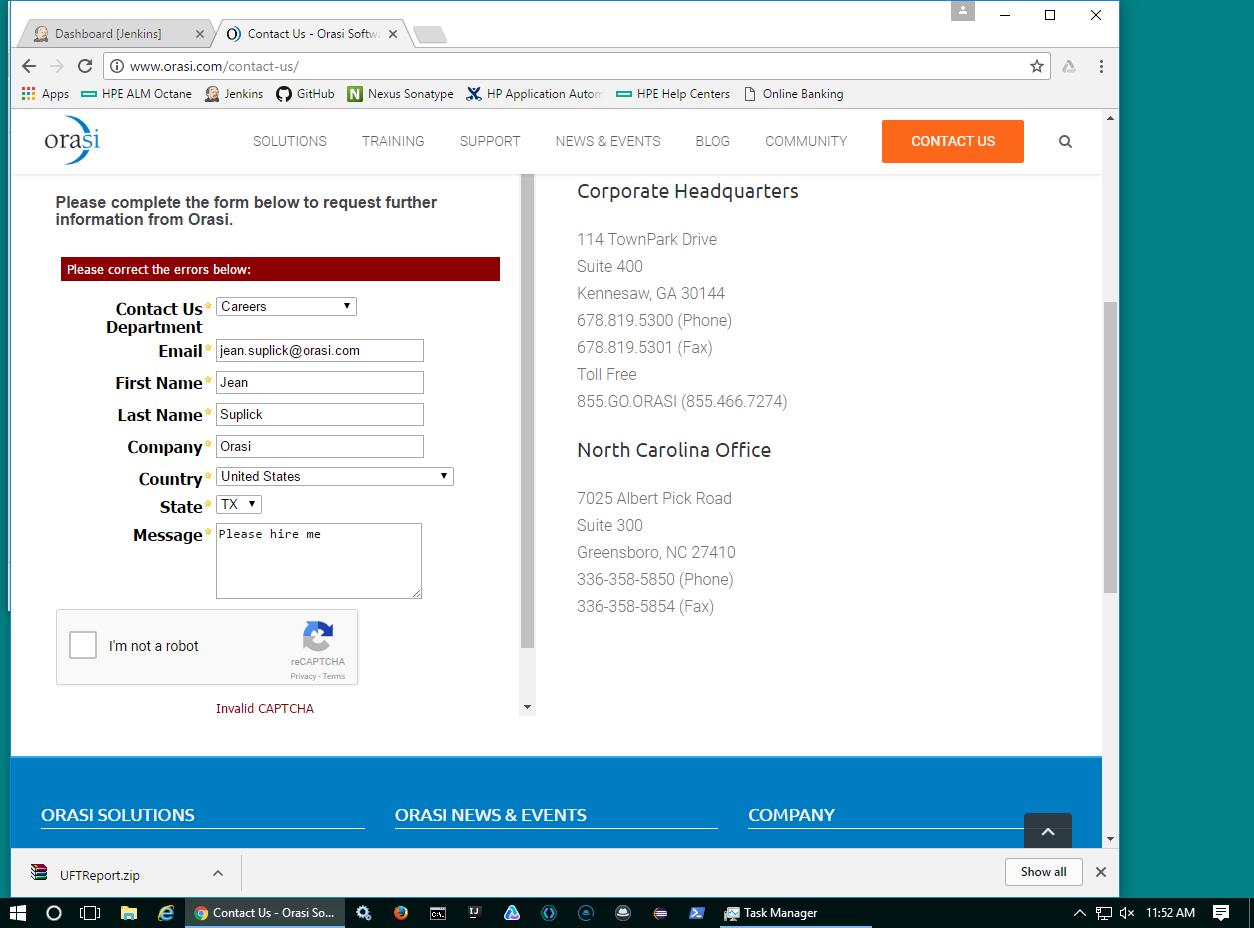 Dashboard [Jenkins]
Contact Us - Orasi Softw
www.orasi.com/contact-us/
Apps
HPE ALM Octane
Jenkins
GitHub
Nexus Sonatype
HP Application Autom
HPE Help Centers
Online Banking
orasi
SOLUTIONS
TRAINING
SUPPORT
NEWS & EVENTS
BLOG
COMMUNITY
CONTACT US
Please complete the form below to request further
information from Orasi.
Please correct the errors below:
Contact Us
Department
Careers
Email
jean.suplick@orasi.com
First Name
Jean
Last Name
Suplick
Company
Orasi
Country
United States
State
TX
Message
Please hire me
I'm not a robot
reCAPTCHA
Privacy - Terms
Invalid CAPTCHA
Corporate Headquarters
114 TownPark Drive
Suite 400
Kennesaw, GA 30144
678.819.5300 (Phone)
678.819.5301 (Fax)
Toll Free
855.GO.ORASI (855.466.7274)
North Carolina Office
7025 Albert Pick Road
Suite 300
Greensboro, NC 27410
336-358-5850 (Phone)
336-358-5854 (Fax)
ORASI SOLUTIONS
ORASI NEWS & EVENTS
COMPANY
UFTReport.zip
Show all
Contact Us - Orasi So...
Task Manager
11:52 AM